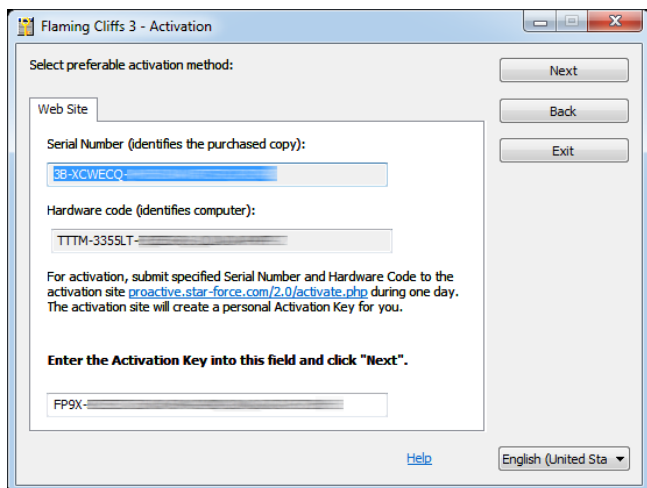 Flaming Cliffs 3 - Activation
Select preferable activation method:
Next
Web Site
Back
Serial Number (identifies the purchased copy):
Exit
3B-XCWECQ-
Hardware code (identifies computer):
TTTM-3355LT-
For activation, submit specified Serial Number and Hardware Code to the
activation site proactive.star-force.com/2.0/activate.php during one day.
The activation site will create a personal Activation Key for you.
Enter the Activation Key into this field and click "Next".
FP9X-
Help
English (United Sta